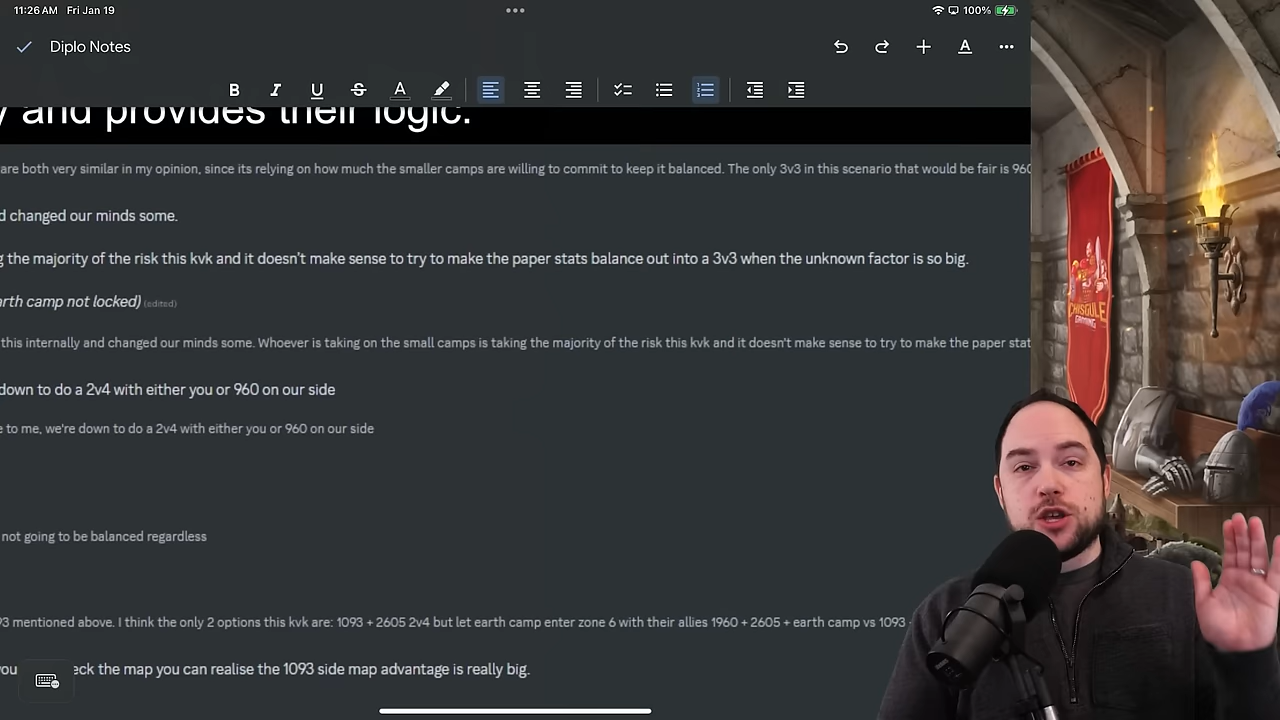 11:26 AM Fri Jan 19
100%
Diplo Notes
B I U S A
and provides their logic.
are both very similar in my opinion, since its relying on how much the smaller camps are willing to commit to keep it balanced. The only 3v3 in this scenario that would be fair is 960
d changed our minds some.
g the majority of the risk this kvk and it doesn't make sense to try to make the paper stats balance out into a 3v3 when the unknown factor is so big.
arth camp not locked) (edited)
this internally and changed our minds some. Whoever is taking on the small camps is taking the majority of the risk this kvk and it doesn't make sense to try to make the paper stat
down to do a 2v4 with either you or 960 on our side
e to me, we're down to do a 2v4 with either you or 960 on our side
not going to be balanced regardless
93 mentioned above. I think the only 2 options this kvk are: 1093 + 2605 2v4 but let earth camp enter zone 6 with their allies 1960 + 2605 + earth camp vs 1093
you eck the map you can realise the 1093 side map advantage is really big.
CHISGULE
GAMING